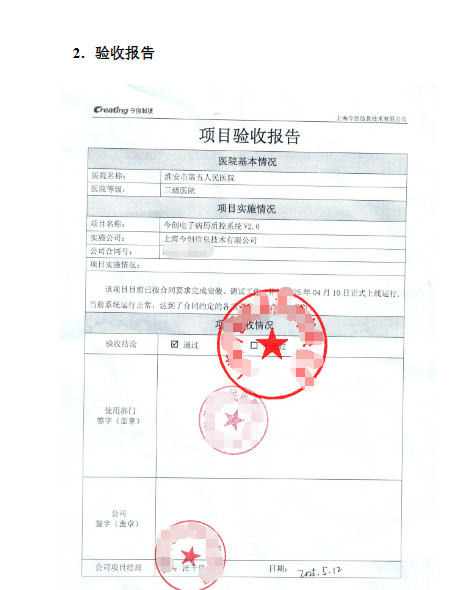 2. 验收报告
Creating 今创科技
上海今创信息技术有限公司
项目验收报告
医院基本情况
医院名称: 淮安市第五人民医院
医院等级: 三级医院
项目实施情况
项目名称: 今创电子病历质控系统 V2.0
实施公司: 上海今创信息技术有限公司
公司合同号:
项目实施情况:
该项目目前已按合同要求完成安装、调试工 25 年 04 月 10 日正式上线运行,
当前系统运行正常, 达到了合同约定的各
项 收情况
验收结论 ☑ 通过 ☐
使用部门
签字（盖章）
公司
签字（盖章）
公司项目经理 日期: 2025.5.12